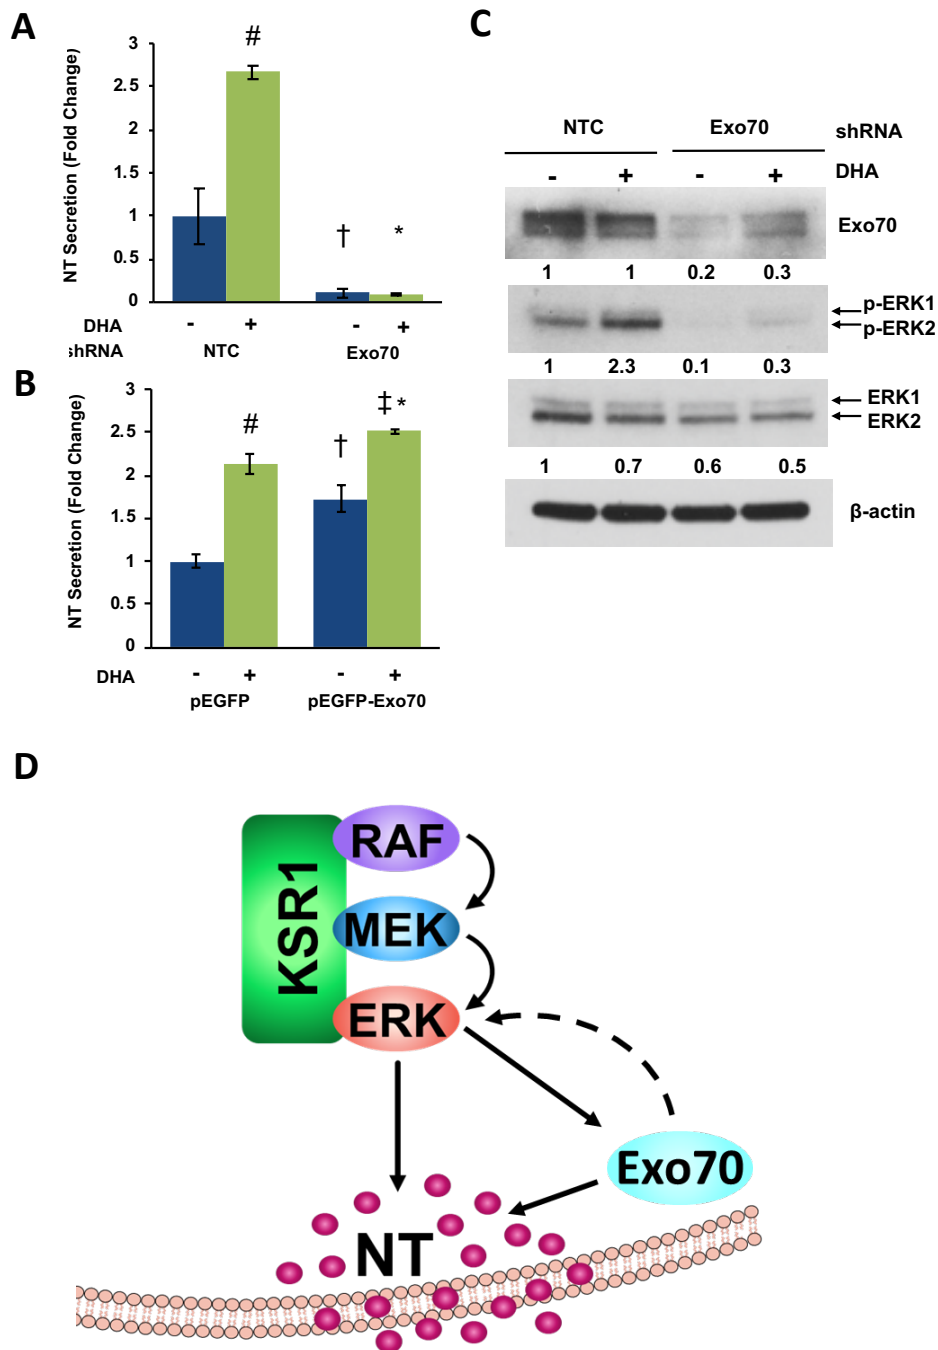 A
NT Secretion (Fold Change)
3
2.5
2
1.5
1
0.5
0
#
†
*
DHA - + - +
shRNA NTC Exo70
B
NT Secretion (Fold Change)
3
2.5
2
1.5
1
0.5
0
#
†
‡ *
DHA - + - +
pEGFP pEGFP-Exo70
C
NTC Exo70 shRNA
- + - + DHA
Exo70
1 1 0.2 0.3
p-ERK1
p-ERK2
1 2.3 0.1 0.3
ERK1
ERK2
1 0.7 0.6 0.5
β-actin
D
KSR1
RAF
MEK
ERK
Exo70
NT